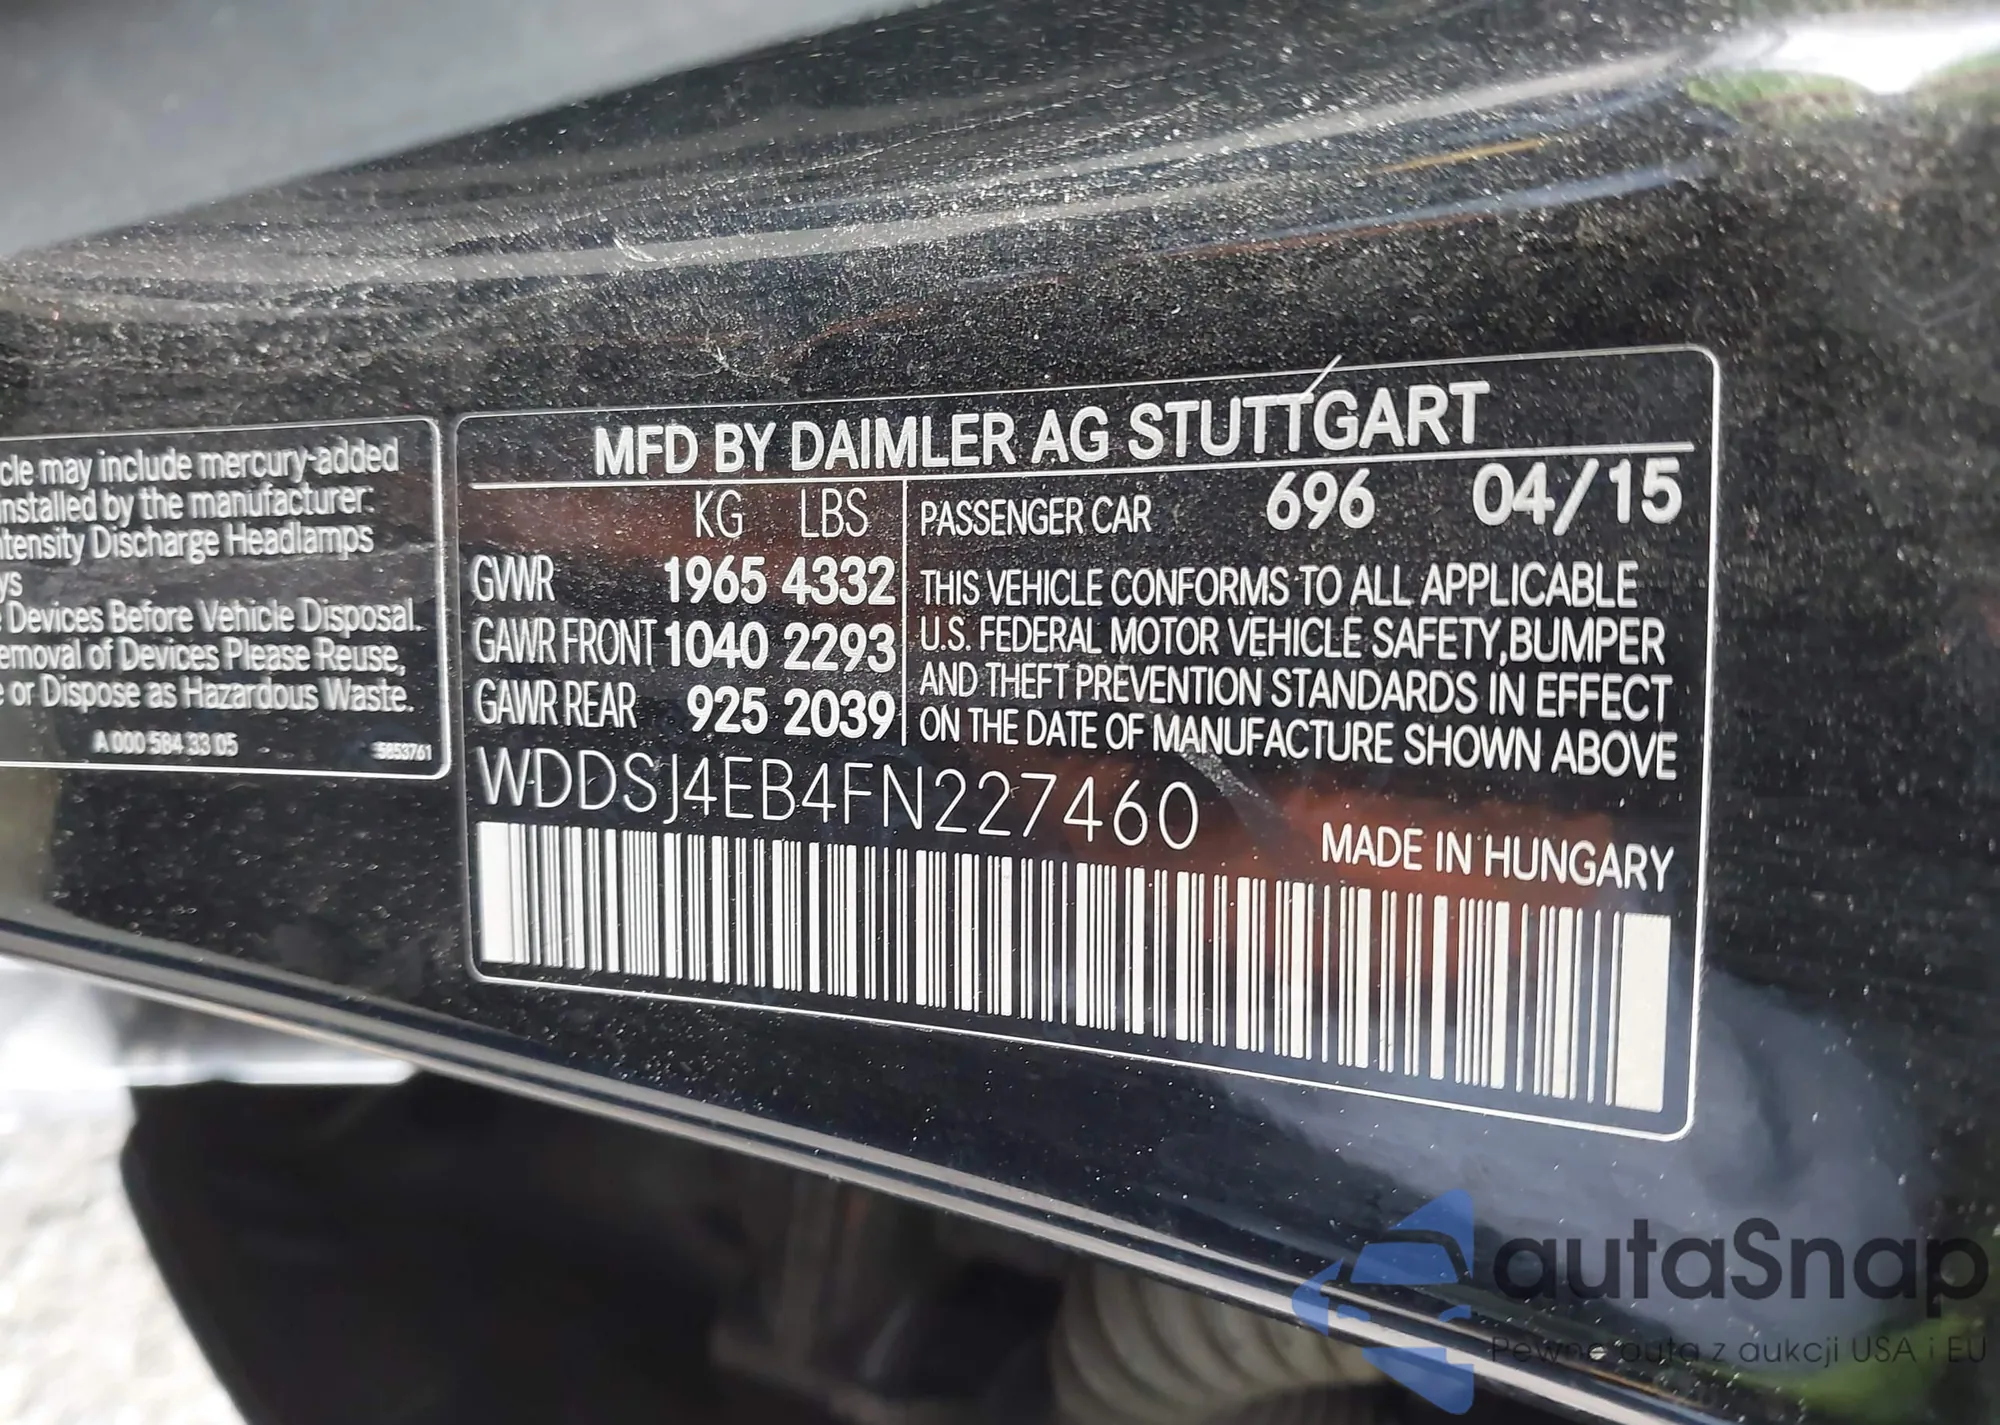 cle may include mercury-added
installed by the manufacturer:
ntensity Discharge Headlamps
ys
Devices Before Vehicle Disposal.
emoval of Devices Please Reuse,
e or Dispose as Hazardous Waste.
A 000 584 33 05 5853761
MFD BY DAIMLER AG STUTTGART
KG LBS
GVWR 1965 4332
GAWR FRONT 1040 2293
GAWR REAR 925 2039
PASSENGER CAR 696 04/15
THIS VEHICLE CONFORMS TO ALL APPLICABLE
U.S. FEDERAL MOTOR VEHICLE SAFETY,BUMPER
AND THEFT PREVENTION STANDARDS IN EFFECT
ON THE DATE OF MANUFACTURE SHOWN ABOVE
WDDSJ4EB4FN227460
MADE IN HUNGARY
autaSnap
Pewne auta z aukcji USA i EU